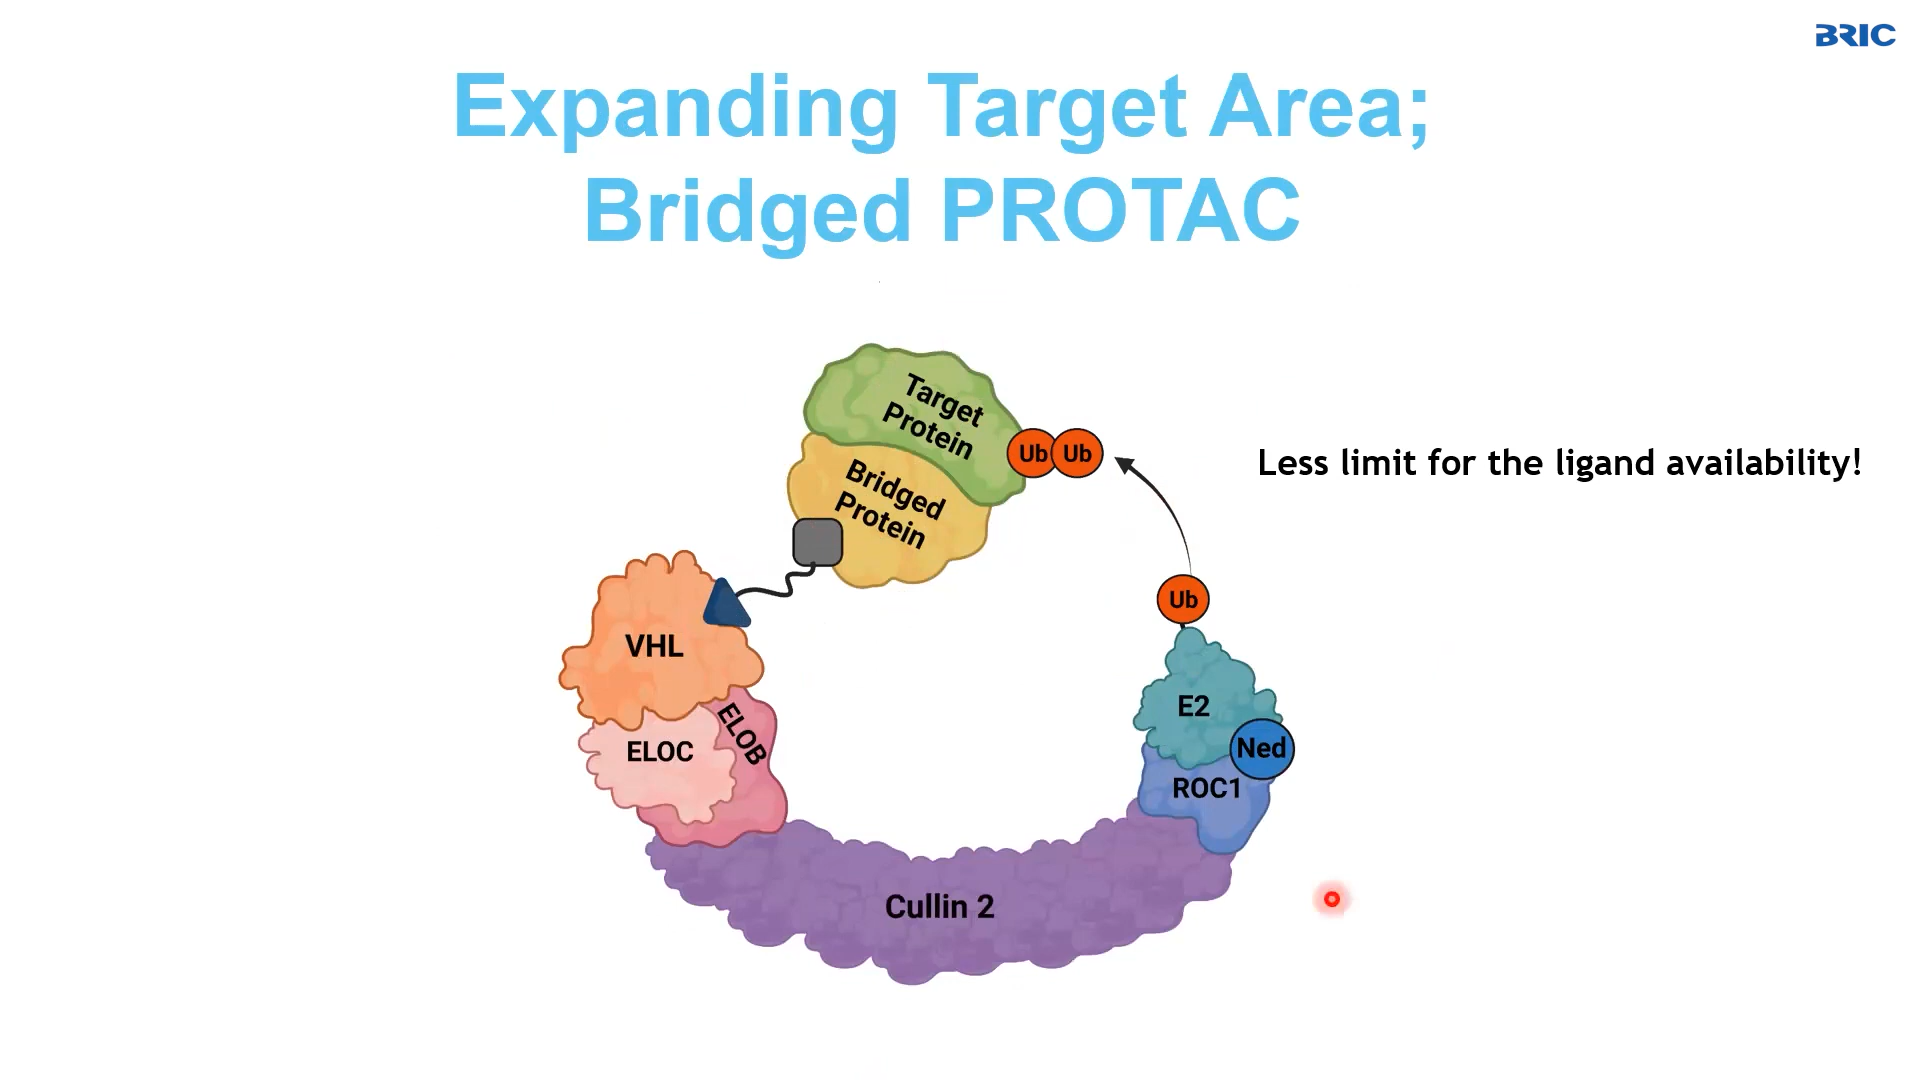 BRIC
Expanding Target Area;
Bridged PROTAC
Target
Protein
Ub Ub
Less limit for the ligand availability!
Bridged
Protein
Ub
VHL
E2
ELOB
ELOC
Ned
ROC1
Cullin 2